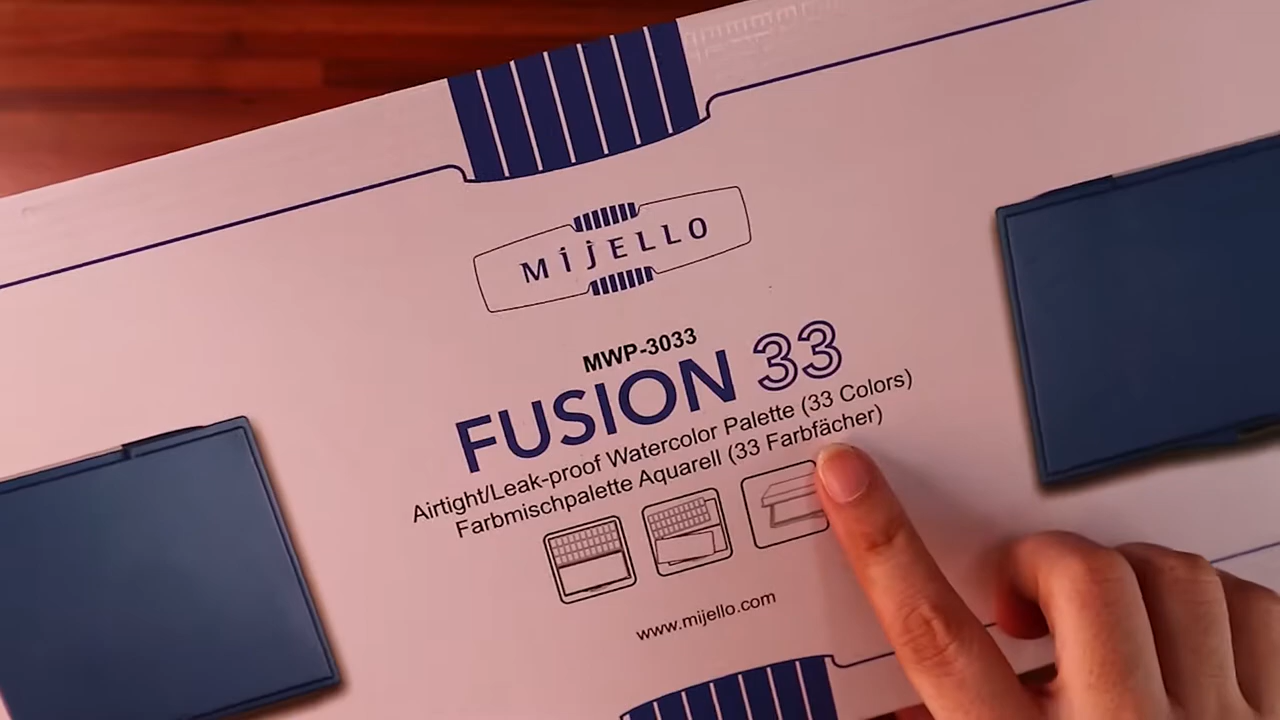 MiJELLO
MWP-3033
FUSION 33
Airtight/Leak-proof Watercolor Palette (33 Colors)
Farbmischpalette Aquarell (33 Farbfächer)
www.mijello.com